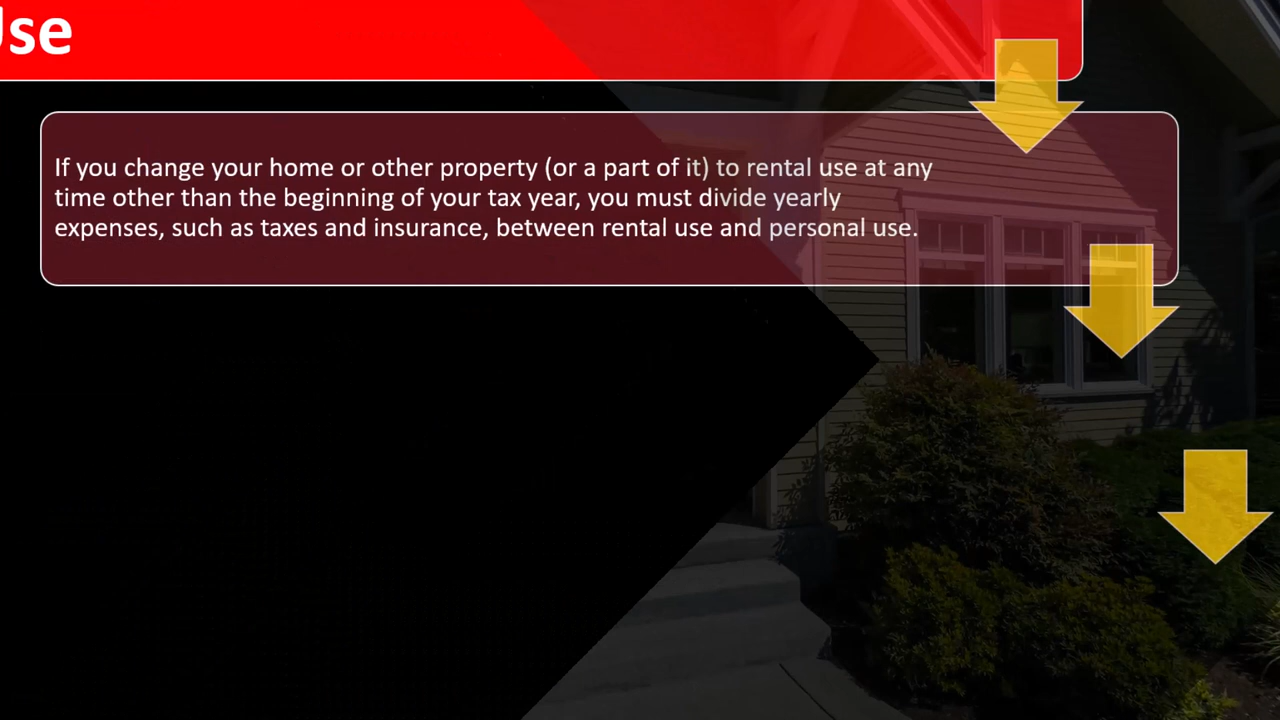 Use
If you change your home or other property (or a part of it) to rental use at any
time other than the beginning of your tax year, you must divide yearly
expenses, such as taxes and insurance, between rental use and personal use.